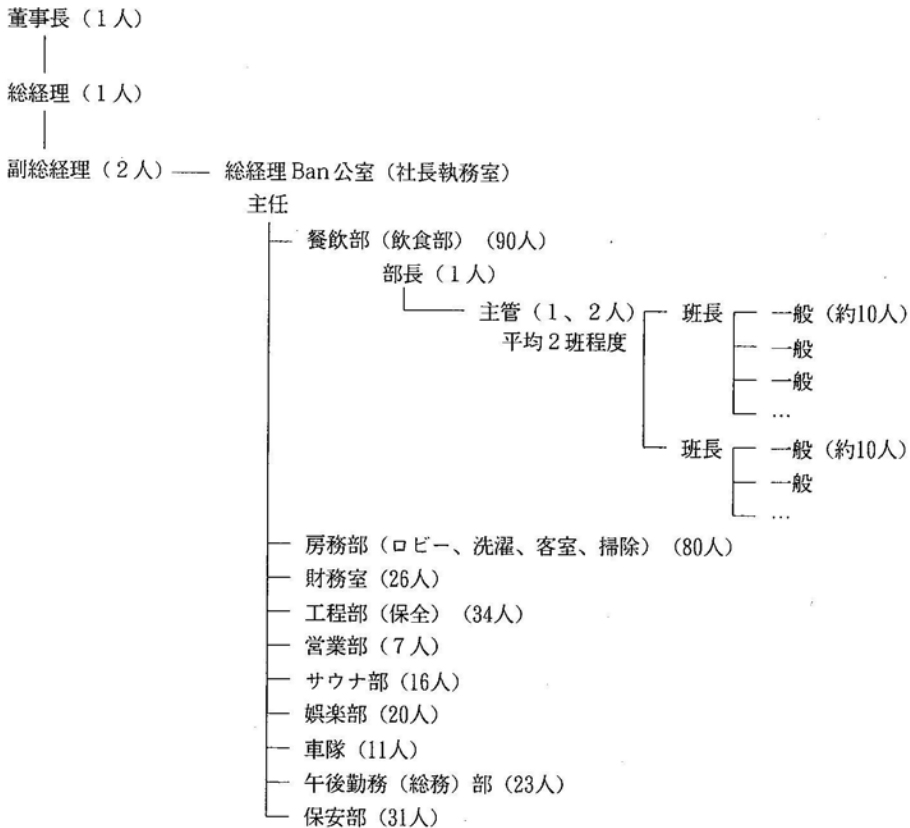 董事長（1人）
総経理（1人）
副総経理（2人） 総経理Ban公室（社長執務室）
主任
餐飲部（飲食部）（90人）
部長（1人）
主管（1、2人） 班長 一般（約10人）
平均2班程度
一般
一般
…
班長 一般（約10人）
一般
…
房務部（ロビー、洗濯、客室、掃除）（80人）
財務室（26人）
工程部（保全）（34人）
営業部（7人）
サウナ部（16人）
娯楽部（20人）
車隊（11人）
午後勤務（総務）部（23人）
保安部（31人）